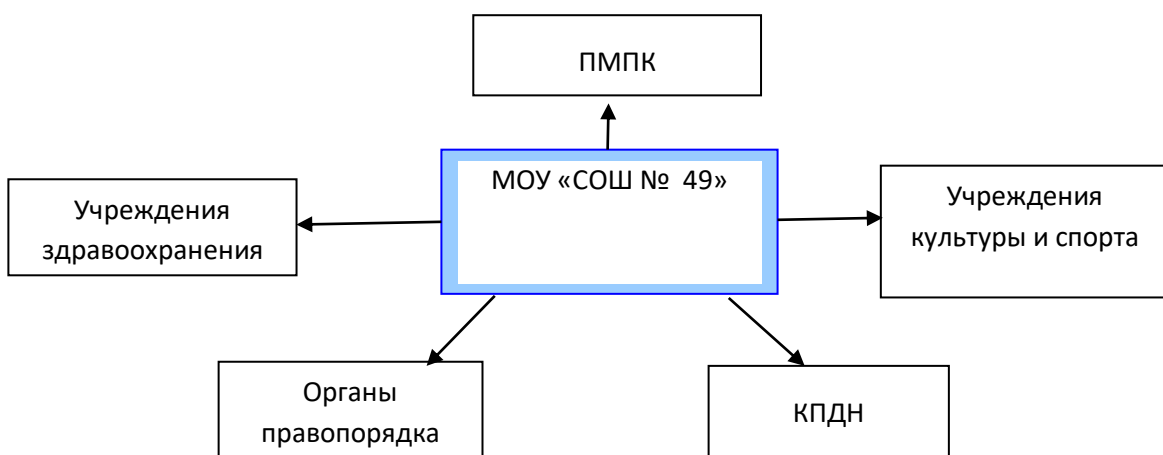 ПМПК
МОУ «СОШ № 49»
Учреждения
здравоохранения
Учреждения
культуры и спорта
Органы
правопорядка
КПДН